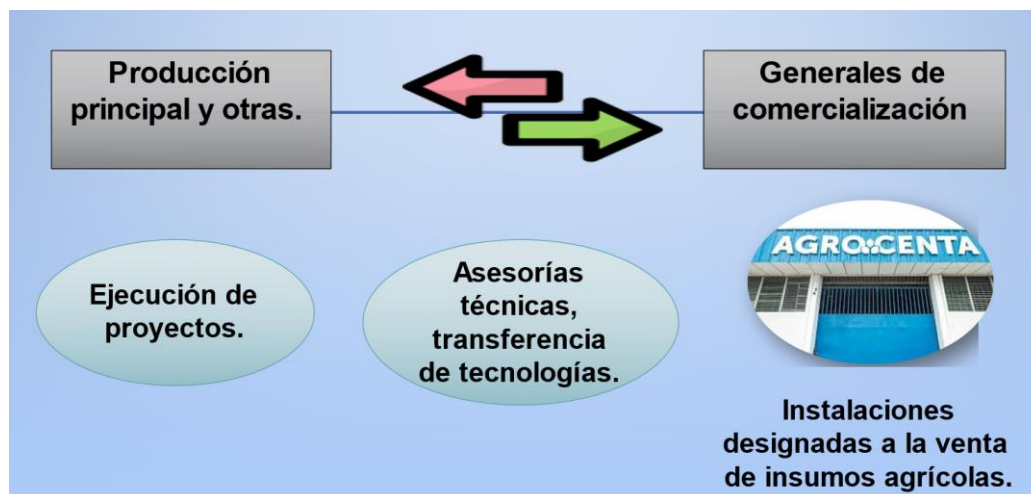 Producción
principal y otras.
Generales de
comercialización
Ejecución de
proyectos.
Asesorías
técnicas,
transferencia
de tecnologías.
AGROCENTA
Instalaciones
designadas a la venta
de insumos agrícolas.